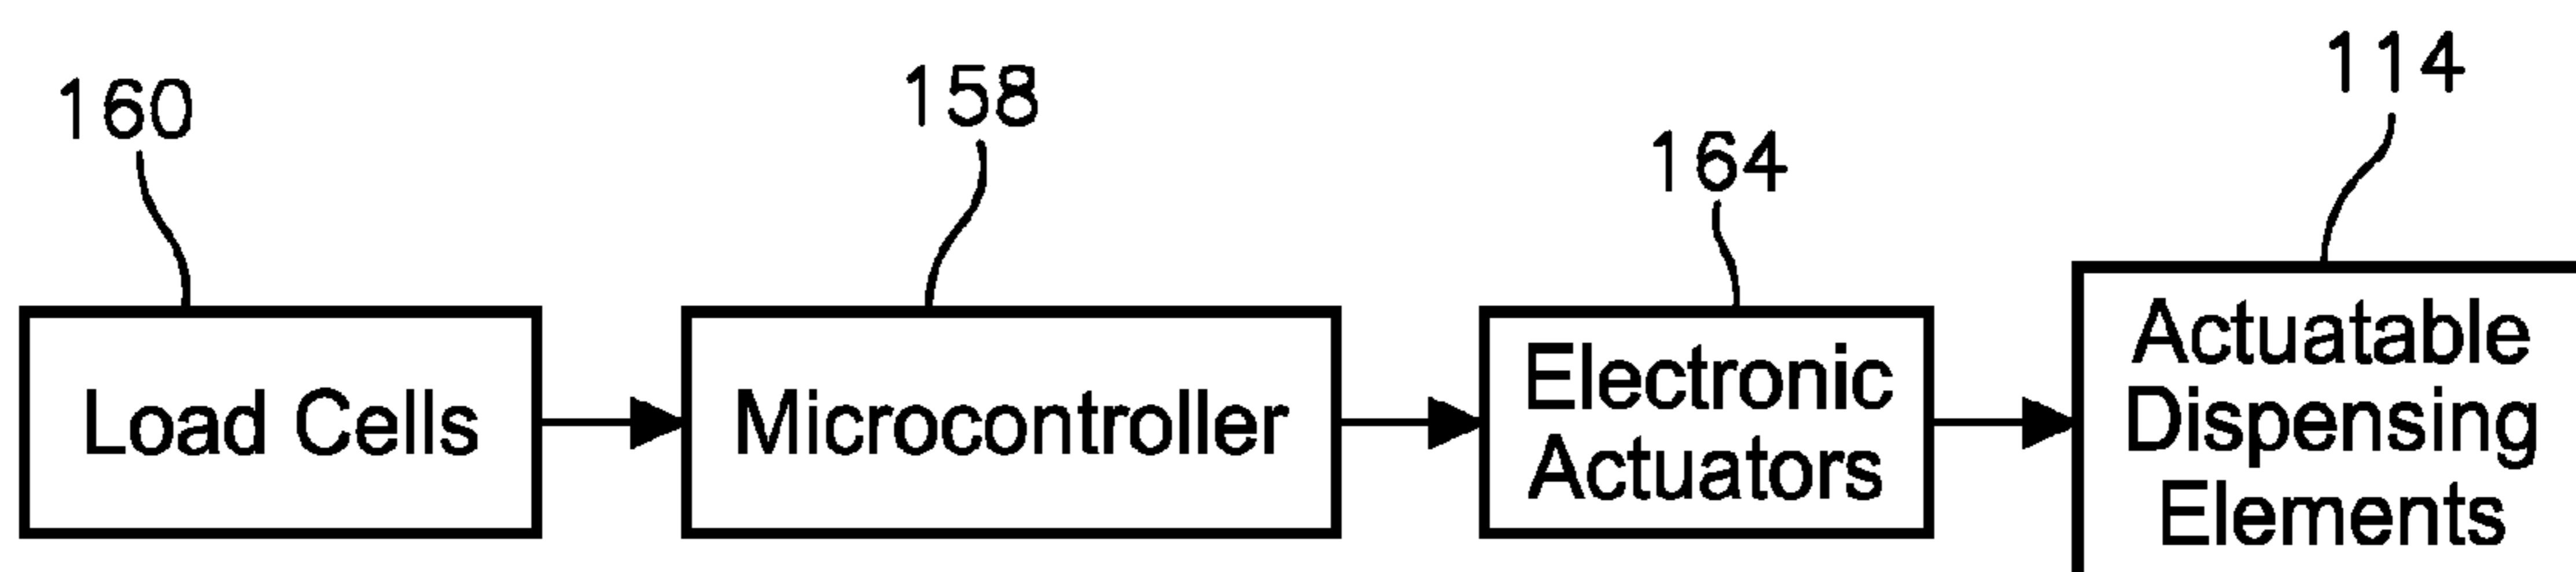 160
158
164
114
Load Cells
Microcontroller
Electronic
Actuators
Actuatable
Dispensing
Elements